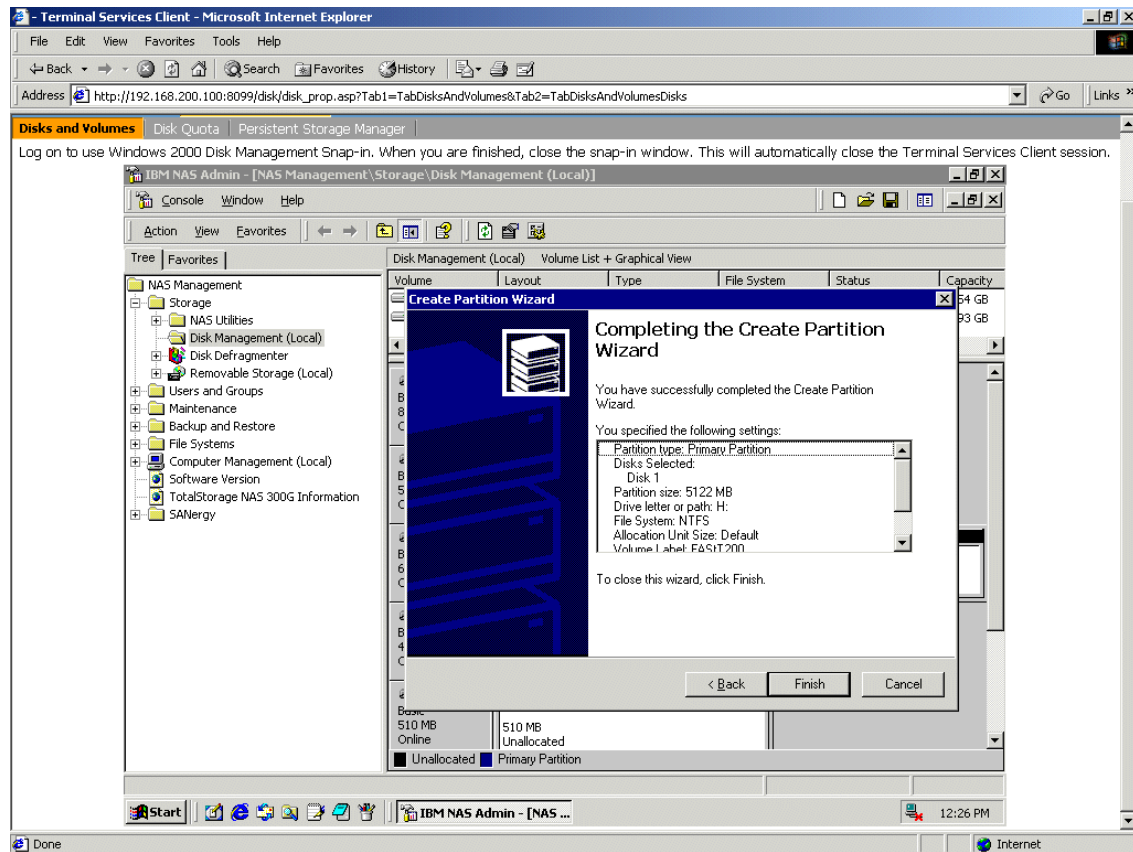 - Terminal Services Client - Microsoft Internet Explorer
File Edit View Favorites Tools Help
Back Search Favorites History
Address http://192.168.200.100:8099/disk/disk_prop.asp?Tab1=TabDisksAndVolumes&Tab2=TabDisksAndVolumesDisks Go Links »
Disks and Volumes Disk Quota Persistent Storage Manager
Log on to use Windows 2000 Disk Management Snap-in. When you are finished, close the snap-in window. This will automatically close the Terminal Services Client session.
IBM NAS Admin - [NAS Management\Storage\Disk Management (Local)]
Console Window Help
Action View Favorites
Tree Favorites
Disk Management (Local) Volume List + Graphical View
NAS Management
Storage
NAS Utilities
Disk Management (Local)
Disk Defragmenter
Removable Storage (Local)
Users and Groups
Maintenance
Backup and Restore
File Systems
Computer Management (Local)
Software Version
TotalStorage NAS 300G Information
SANergy
Volume Layout Type File System Status Capacity
54 GB
93 GB
Create Partition Wizard
Completing the Create Partition
Wizard
You have successfully completed the Create Partition
Wizard.
You specified the following settings:
Partition type: Primary Partition
Disks Selected:
Disk 1
Partition size: 5122 MB
Drive letter or path: H:
File System: NTFS
Allocation Unit Size: Default
Volume Label: FAStT200
To close this wizard, click Finish.
< Back Finish Cancel
Basic
510 MB
Online
510 MB
Unallocated
Unallocated Primary Partition
Start IBM NAS Admin - [NAS ... 12:26 PM
Done Internet